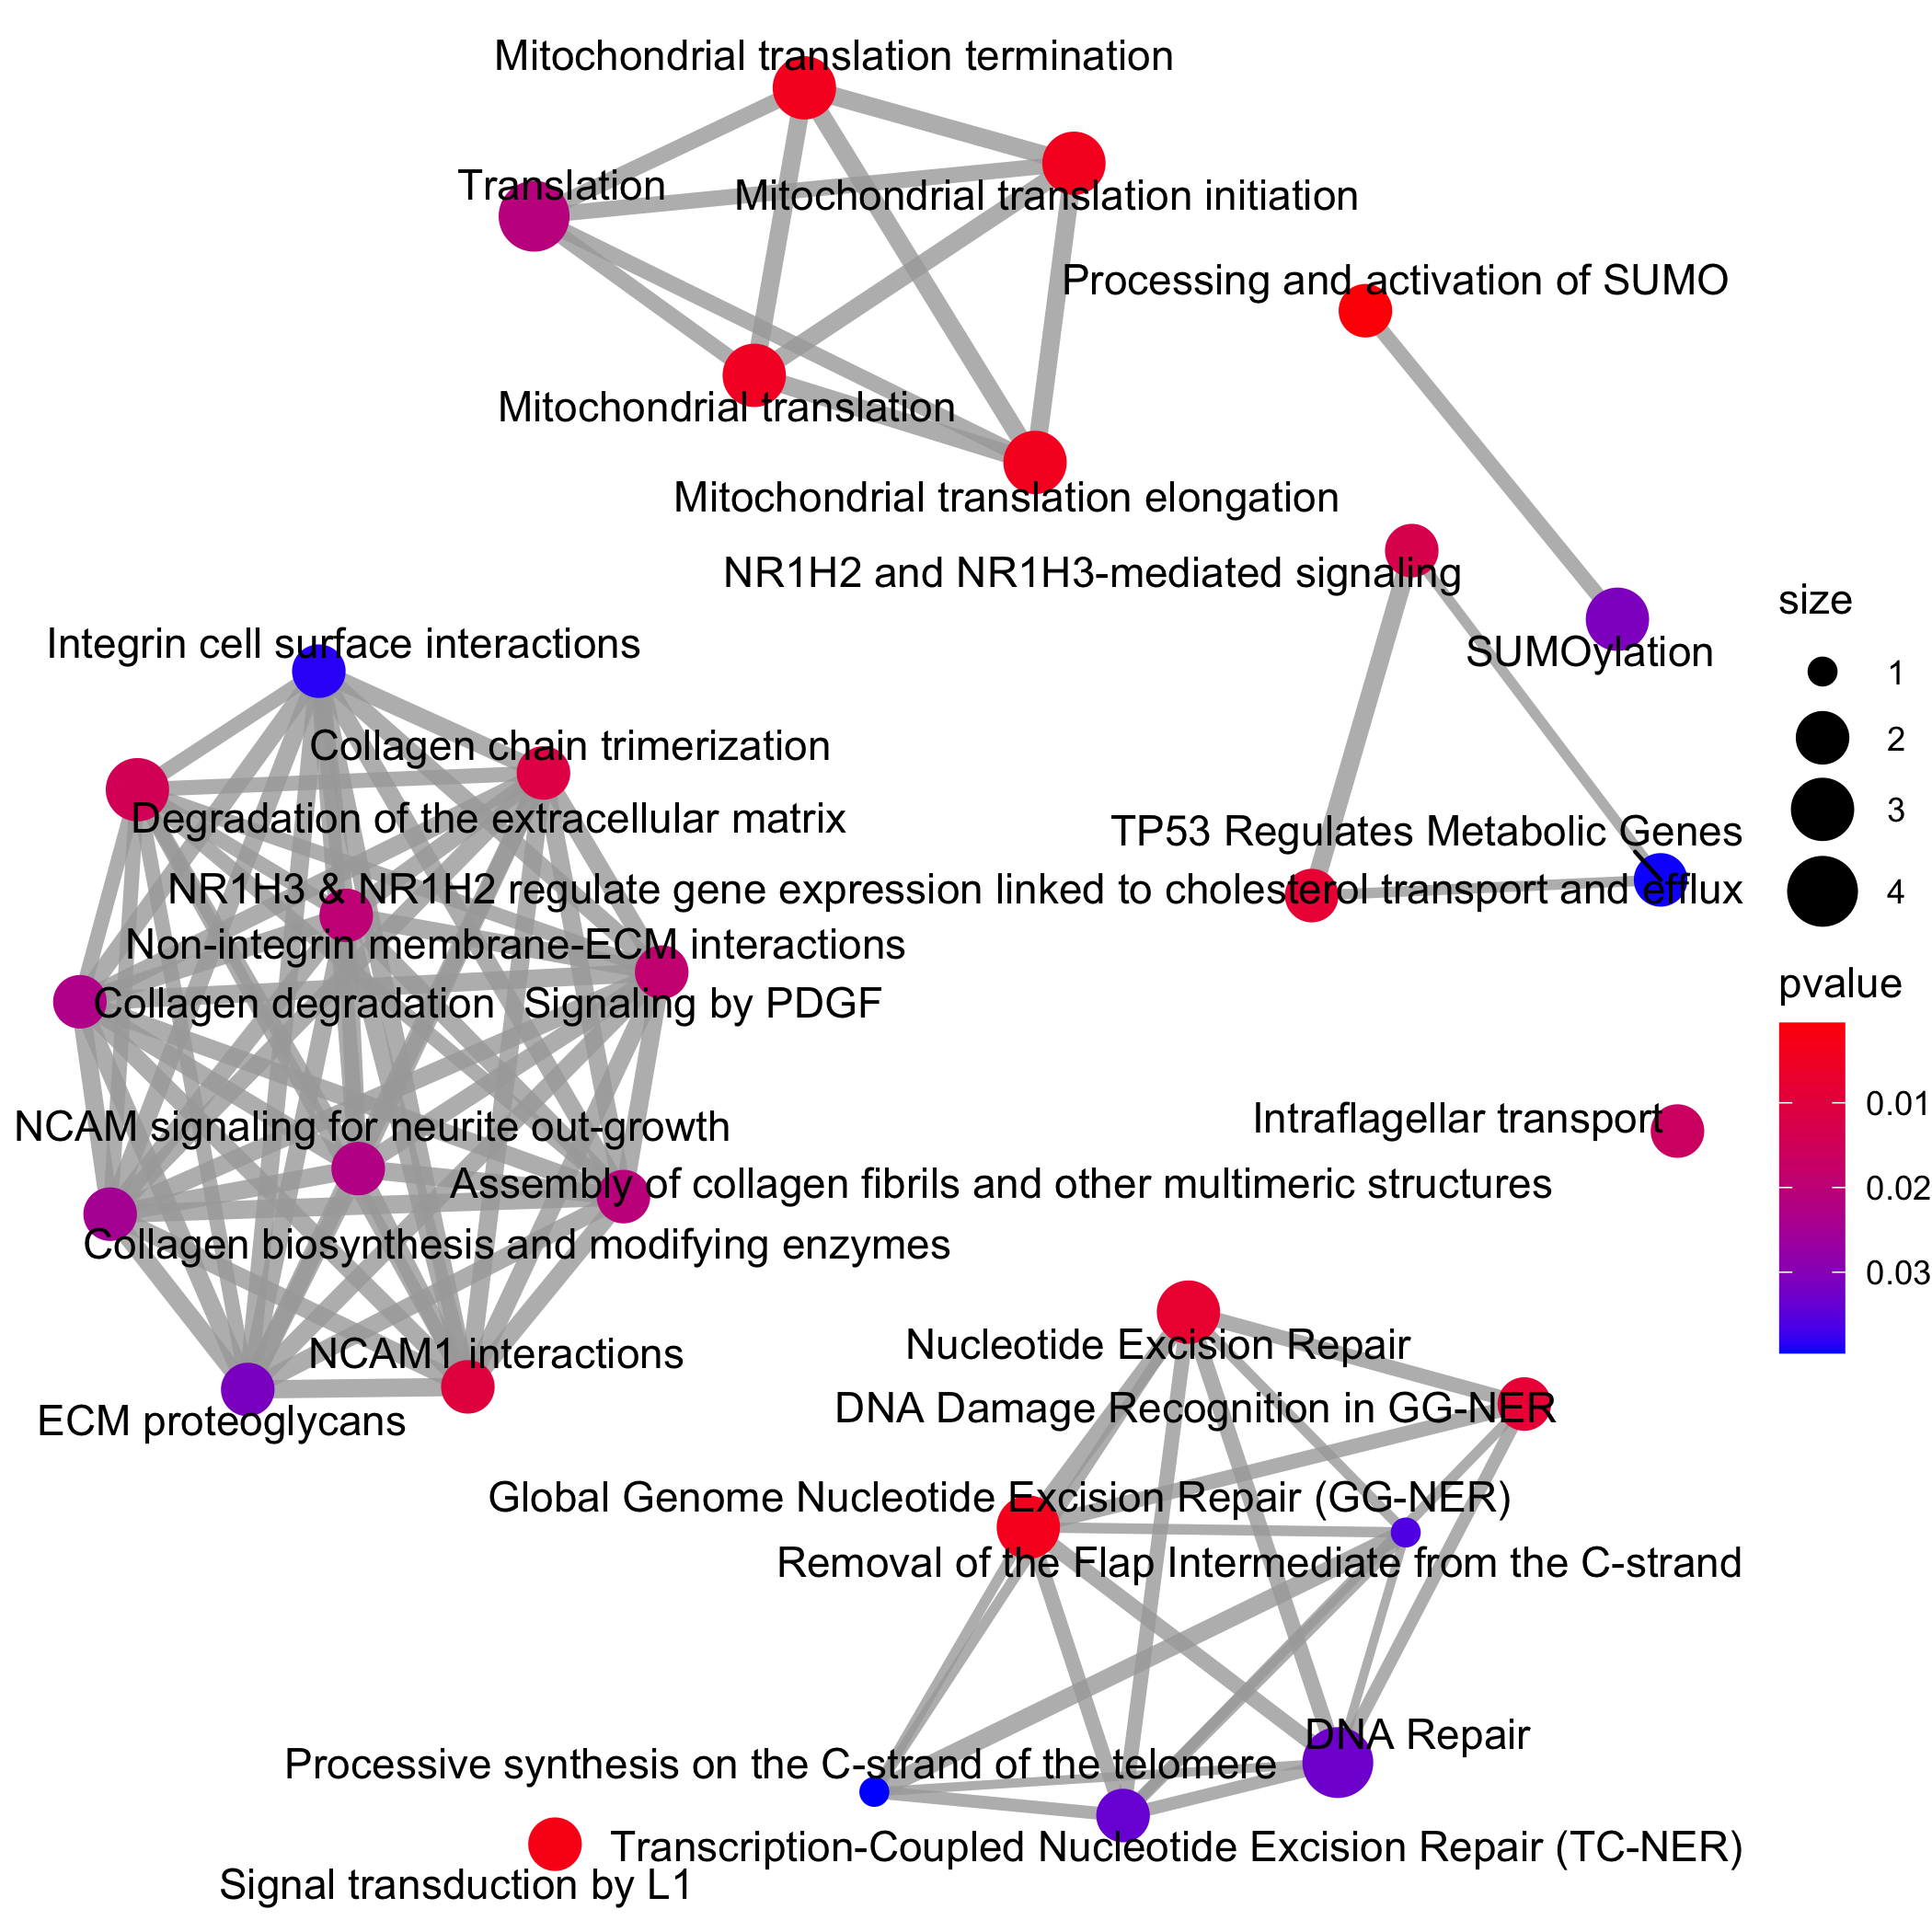 Mitochondrial translation termination
Translation
Mitochondrial translation initiation
Processing and activation of SUMO
Mitochondrial translation
Mitochondrial translation elongation
NR1H2 and NR1H3-mediated signaling
SUMOylation
Integrin cell surface interactions
Collagen chain trimerization
Degradation of the extracellular matrix
TP53 Regulates Metabolic Genes
NR1H3 & NR1H2 regulate gene expression linked to cholesterol transport and efflux
Non-integrin membrane-ECM interactions
Collagen degradation
Signaling by PDGF
NCAM signaling for neurite out-growth
Intraflagellar transport
Assembly of collagen fibrils and other multimeric structures
Collagen biosynthesis and modifying enzymes
NCAM1 interactions
ECM proteoglycans
Nucleotide Excision Repair
DNA Damage Recognition in GG-NER
Global Genome Nucleotide Excision Repair (GG-NER)
Removal of the Flap Intermediate from the C-strand
DNA Repair
Processive synthesis on the C-strand of the telomere
Transcription-Coupled Nucleotide Excision Repair (TC-NER)
Signal transduction by L1
size
1
2
3
4
pvalue
0.01
0.02
0.03